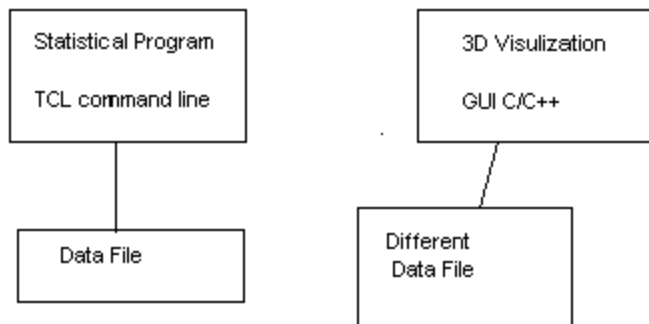 Statistical Program
TCL command line
Data File
3D Visulization
GUI C/C++
Different
Data File